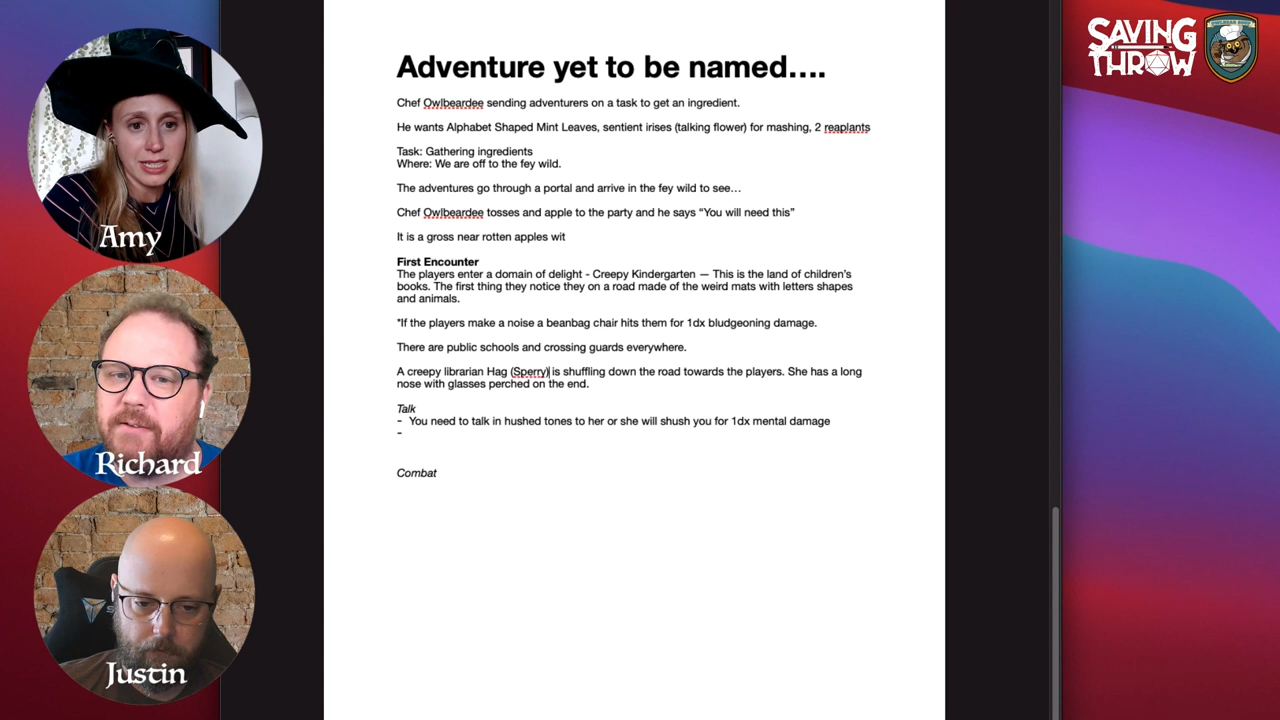 Amy
Richard
Justin
SAVING
THROW
Adventure yet to be named….
Chef Owlbeardee sending adventurers on a task to get an ingredient.
He wants Alphabet Shaped Mint Leaves, sentient irises (talking flower) for mashing, 2 reaplants
Task: Gathering ingredients
Where: We are off to the fey wild.
The adventures go through a portal and arrive in the fey wild to see…
Chef Owlbeardee tosses and apple to the party and he says “You will need this”
It is a gross near rotten apples wit
First Encounter
The players enter a domain of delight - Creepy Kindergarten — This is the land of children’s
books. The first thing they notice they on a road made of the weird mats with letters shapes
and animals.
*If the players make a noise a beanbag chair hits them for 1dx bludgeoning damage.
There are public schools and crossing guards everywhere.
A creepy librarian Hag (Sperry) is shuffling down the road towards the players. She has a long
nose with glasses perched on the end.
Talk
- You need to talk in hushed tones to her or she will shush you for 1dx mental damage
-
Combat